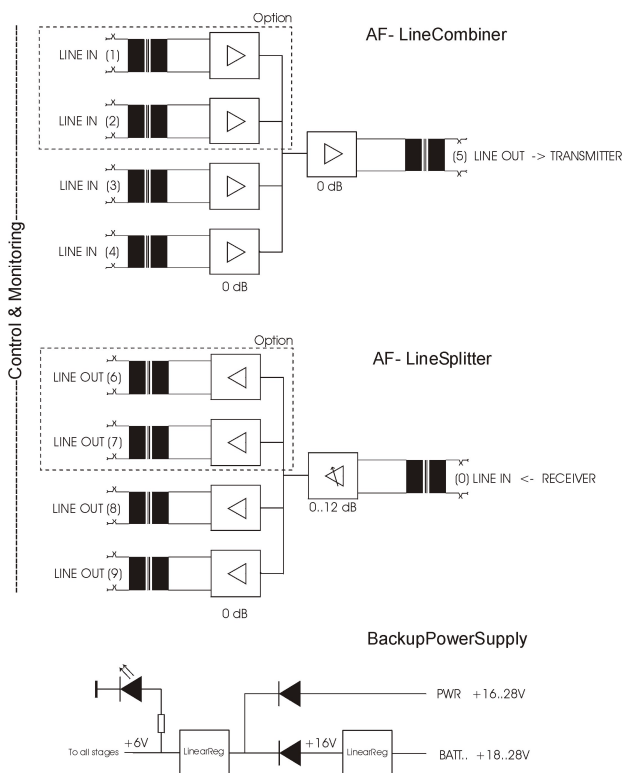 Option
AF- LineCombiner
LINE IN (1)
LINE IN (2)
(5) LINE OUT -> TRANSMITTER
0 dB
LINE IN (3)
LINE IN (4)
0 dB
Control & Monitoring
Option
AF- LineSplitter
LINE OUT (6)
LINE OUT (7)
(0) LINE IN <- RECEIVER
0..12 dB
LINE OUT (8)
LINE OUT (9)
0 dB
BackupPowerSupply
PWR +16..28V
To all stages +6V LinearReg +16V LinearReg BATT.. +18..28V